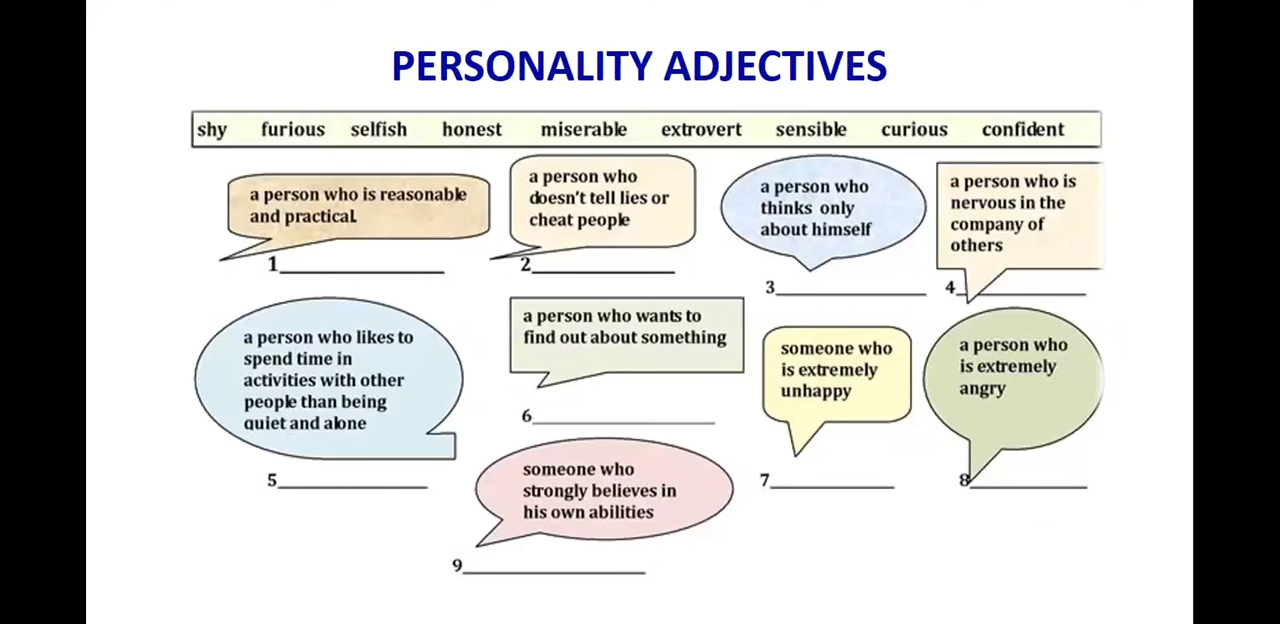 PERSONALITY ADJECTIVES
shy furious selfish honest miserable extrovert sensible curious confident
a person who is reasonable
and practical.
1
a person who
doesn't tell lies or
cheat people
2
a person who
thinks only
about himself
3
a person who is
nervous in the
company of
others
4
a person who likes to
spend time in
activities with other
people than being
quiet and alone
5
a person who wants to
find out about something
6
someone who
is extremely
unhappy
7
a person who
is extremely
angry
8
someone who
strongly believes in
his own abilities
9